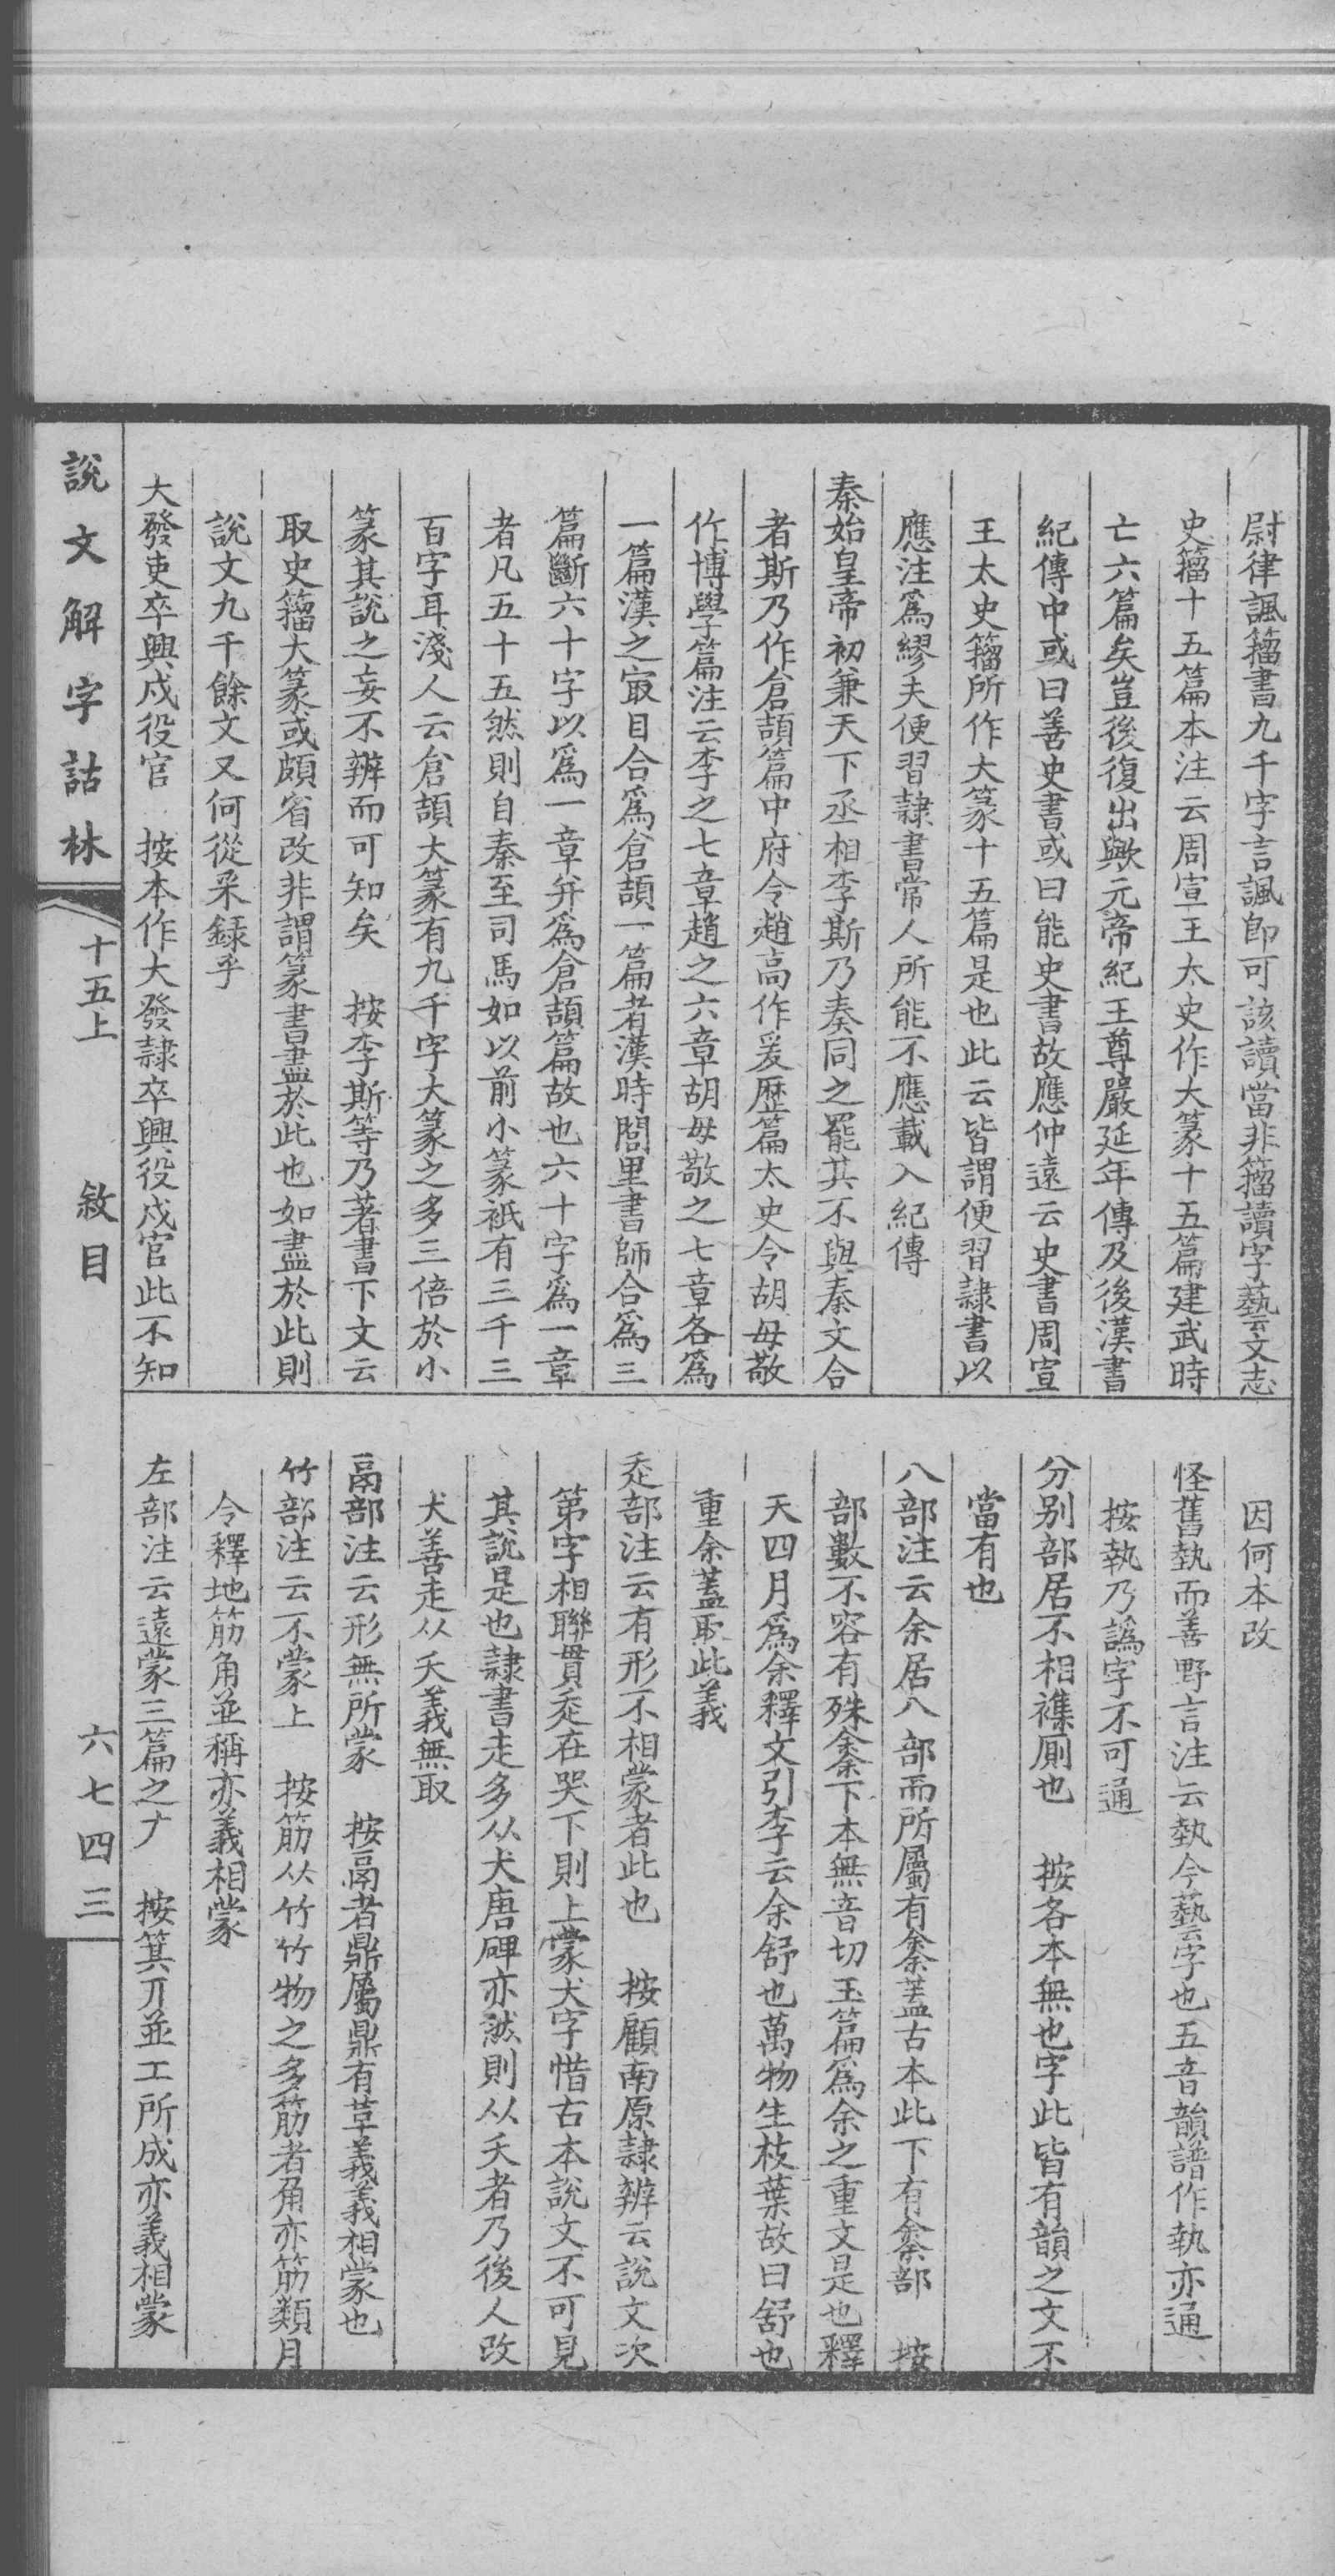 尉律諷籀書九千字言諷卽可該讀當非籀讀字藝文志
史籀十五篇本注云周宣王太史作大篆十五篇建武時
亡六篇矣豈後復出歟元帝紀王尊嚴延年傳及後漢書
紀傳中或曰善史書或曰能史書故應仲遠云史書周宣
王太史籀所作大篆十五篇是也此云皆謂便習隷書以
應注爲繆夫便習隷書常人所能不應載入紀傳
秦始皇帝初兼天下丞相李斯乃奏同之罷其不與秦文合
者斯乃作倉頡篇中府令趙高作爰歷篇太史令胡毋敬
作博學篇注云李之七章趙之六章胡毋敬之七章各爲
一篇漢之㝡目合爲倉頡一篇者漢時閭里書師合爲三
篇斷六十字以爲一章幷爲倉頡篇故也六十字爲一章
者凡五十五然則自秦至司馬如以前小篆祇有三千三
百字耳淺人云倉頡大篆有九千字大篆之多三倍於小
篆其說之妄不辨而可知矣　按李斯等乃著書下文云
取史籀大篆或頗省改非謂篆書盡於此也如盡於此則
說文九千餘文又何從采錄乎
大發吏卒興戍役官　按本作大發隷卒興役戍官此不知
因何本改
怪舊埶而善野言注云埶今藝字也五音韻譜作執亦通
按執乃譌字不可通
分別部居不相襍厠也　按各本無也字此皆有韻之文不
當有也
八部注云余居八部而所屬有㒰蓋古本此下有㒰部　按
部數不容有殊㒰下本無音切玉篇爲余之重文是也釋
天四月爲余釋文引李云余舒也萬物生枝葉故曰舒也
重余蓋取此義
赱部注云有形不相蒙者此也　按顧南原隷辨云說文次
第字相聯貫赱在哭下則上蒙犬字惜古本說文不可見
其說是也隷書走多从犬唐碑亦然則从夭者乃後人改
犬善走从夭義無取
鬲部注云形無所蒙　按鬲者鼎屬鼎有革義義相蒙也
竹部注云不蒙上　按筋从竹竹物之多筋者角亦筋類月
令釋地筋角並稱亦義相蒙
左部注云遠蒙三篇之𠂇　按箕丌並工所成亦義相蒙
說文解字詁林
十五上
敘目
六七四三